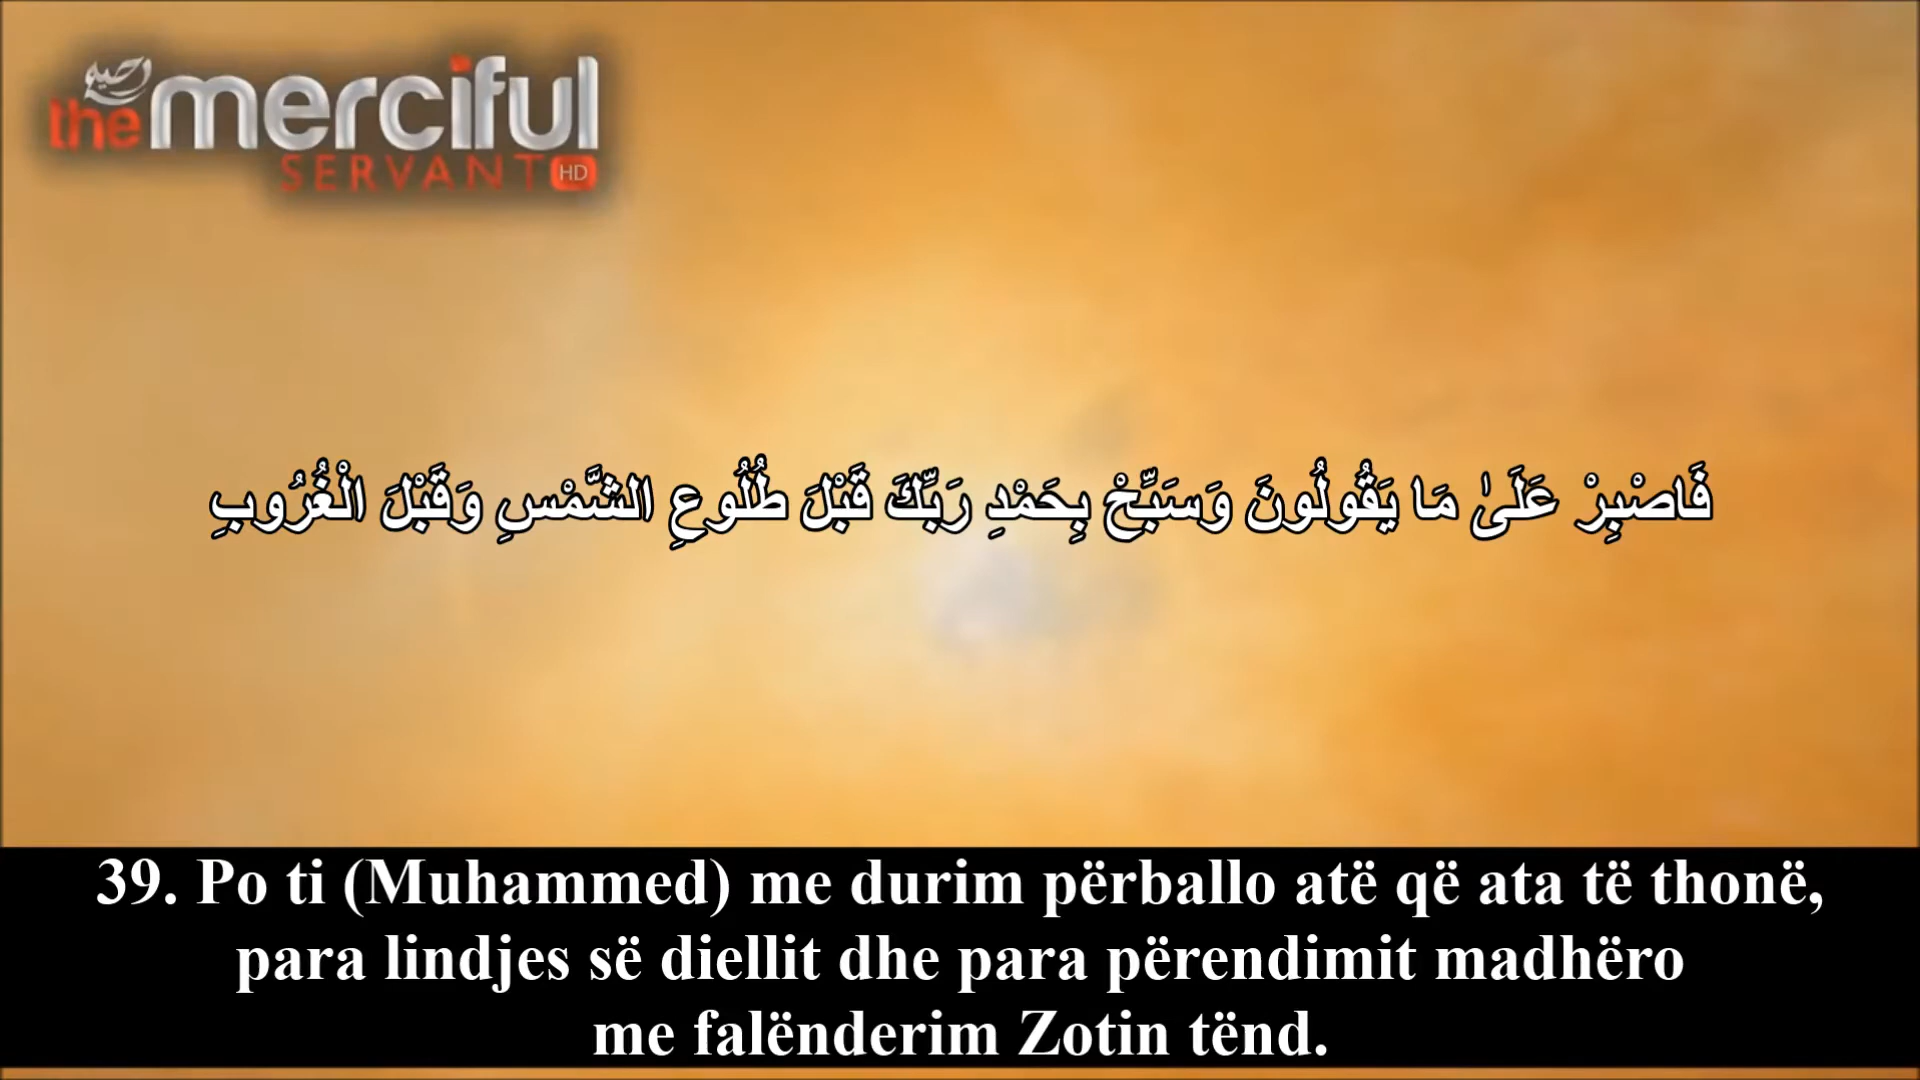 رحيم
the merciful
SERVANT HD
فَاصْبِرْ عَلَىٰ مَا يَقُولُونَ وَسَبِّحْ بِحَمْدِ رَبِّكَ قَبْلَ طُلُوعِ الشَّمْسِ وَقَبْلَ الْغُرُوبِ
39. Po ti (Muhammed) me durim përballo atë që ata të thonë,
para lindjes së diellit dhe para përendimit madhëro
me falënderim Zotin tënd.